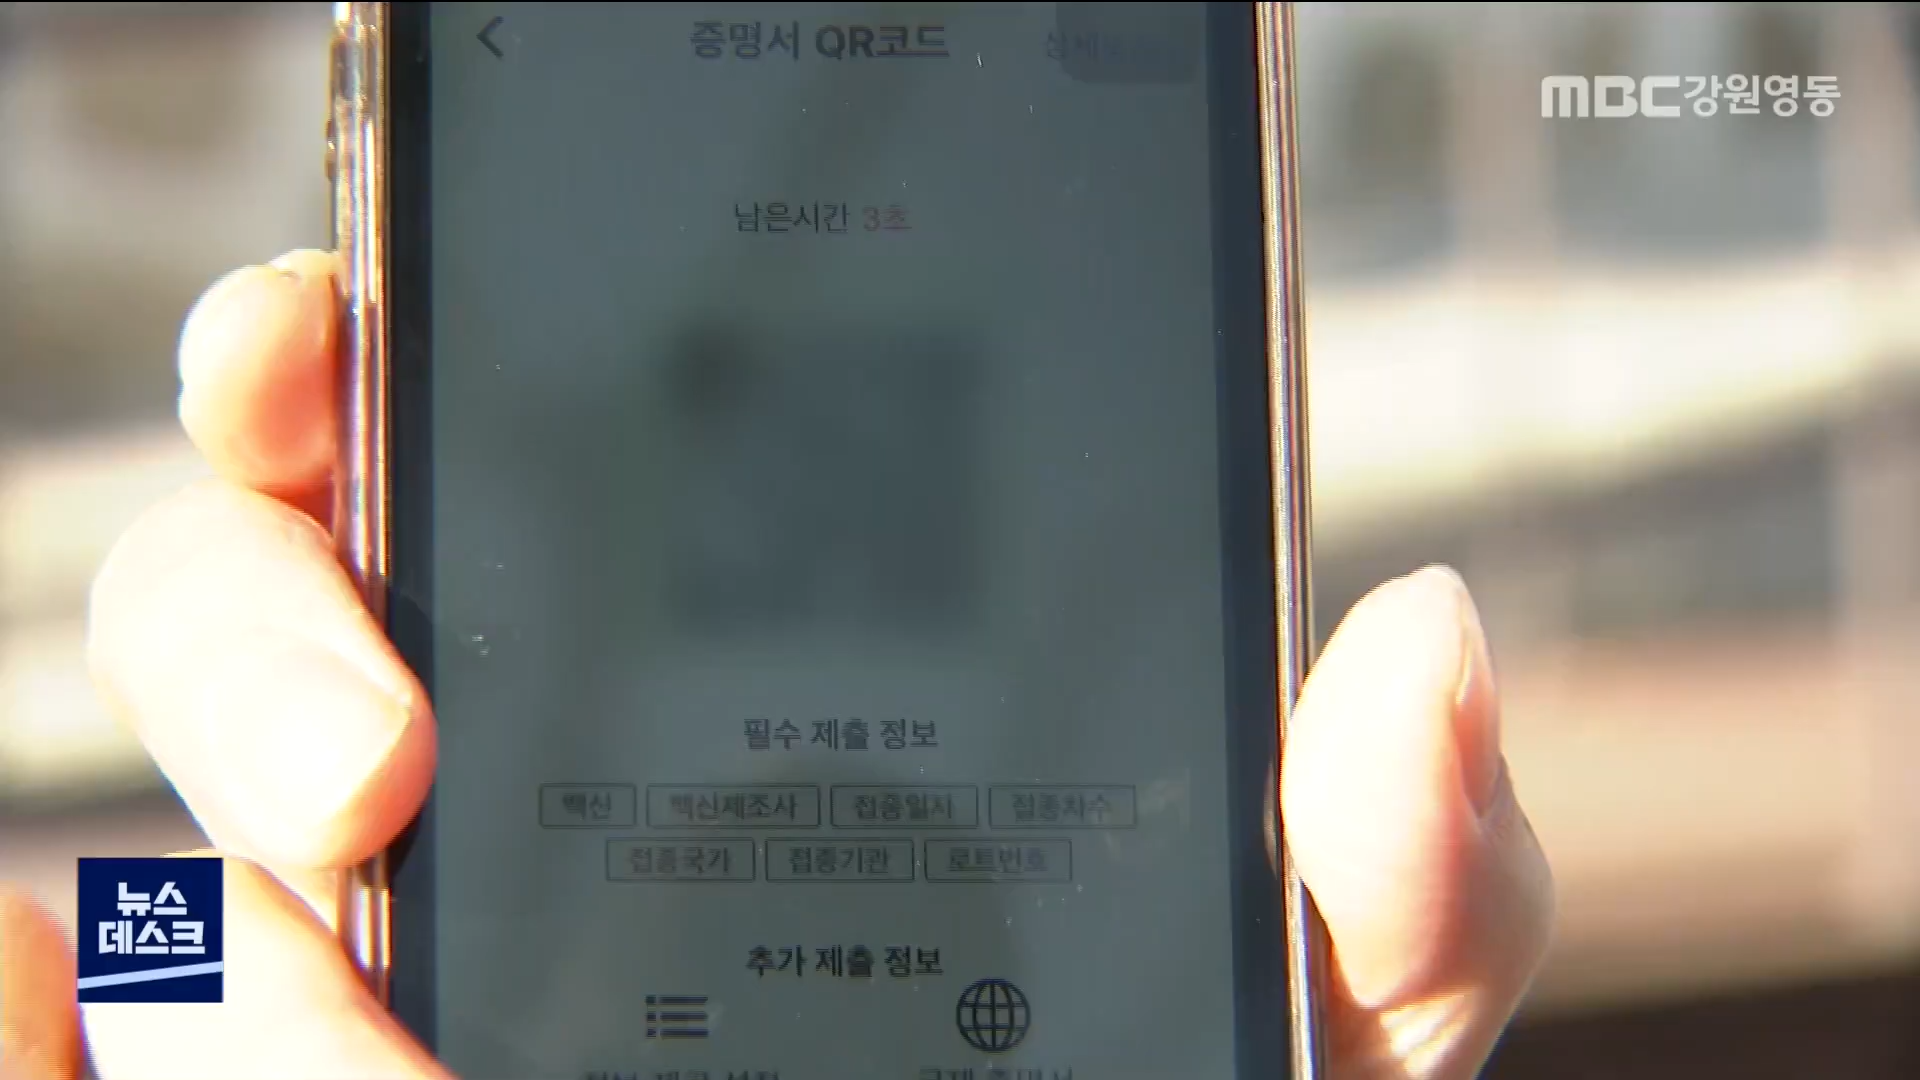 증명서 QR코드
MBC강원영동
남은시간 3초
필수 제출 정보
백신 백신제조사 접종일자 접종차수
접종국가 접종기관 로트번호
뉴스
데스크
추가 제출 정보